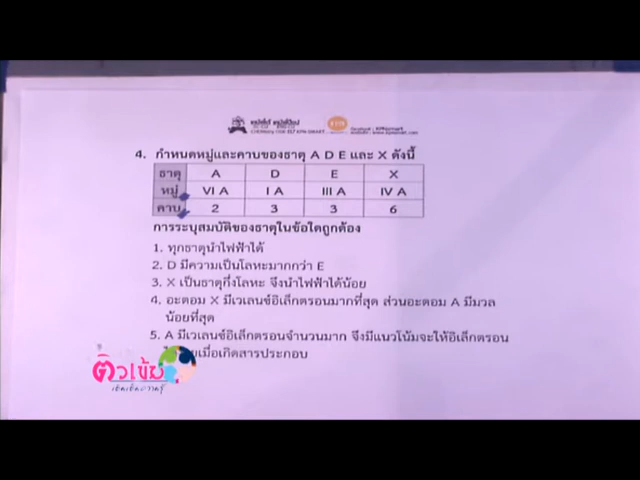 4. กำหนดหมู่และคาบของธาตุ A D E และ X ดังนี้
ธาตุ A D E X
หมู่ VI A I A III A IV A
คาบ 2 3 3 6
การระบุสมบัติของธาตุในข้อใดถูกต้อง
1. ทุกธาตุนำไฟฟ้าได้
2. D มีความเป็นโลหะมากกว่า E
3. X เป็นธาตุกึ่งโลหะ จึงนำไฟฟ้าได้น้อย
4. อะตอม X มีเวเลนซ์อิเล็กตรอนมากที่สุด ส่วนอะตอม A มีมวล
น้อยที่สุด
5. A มีเวเลนซ์อิเล็กตรอนจำนวนมาก จึงมีแนวโน้มจะให้อิเล็กตรอน
เมื่อเกิดสารประกอบ
ติวเข้ม